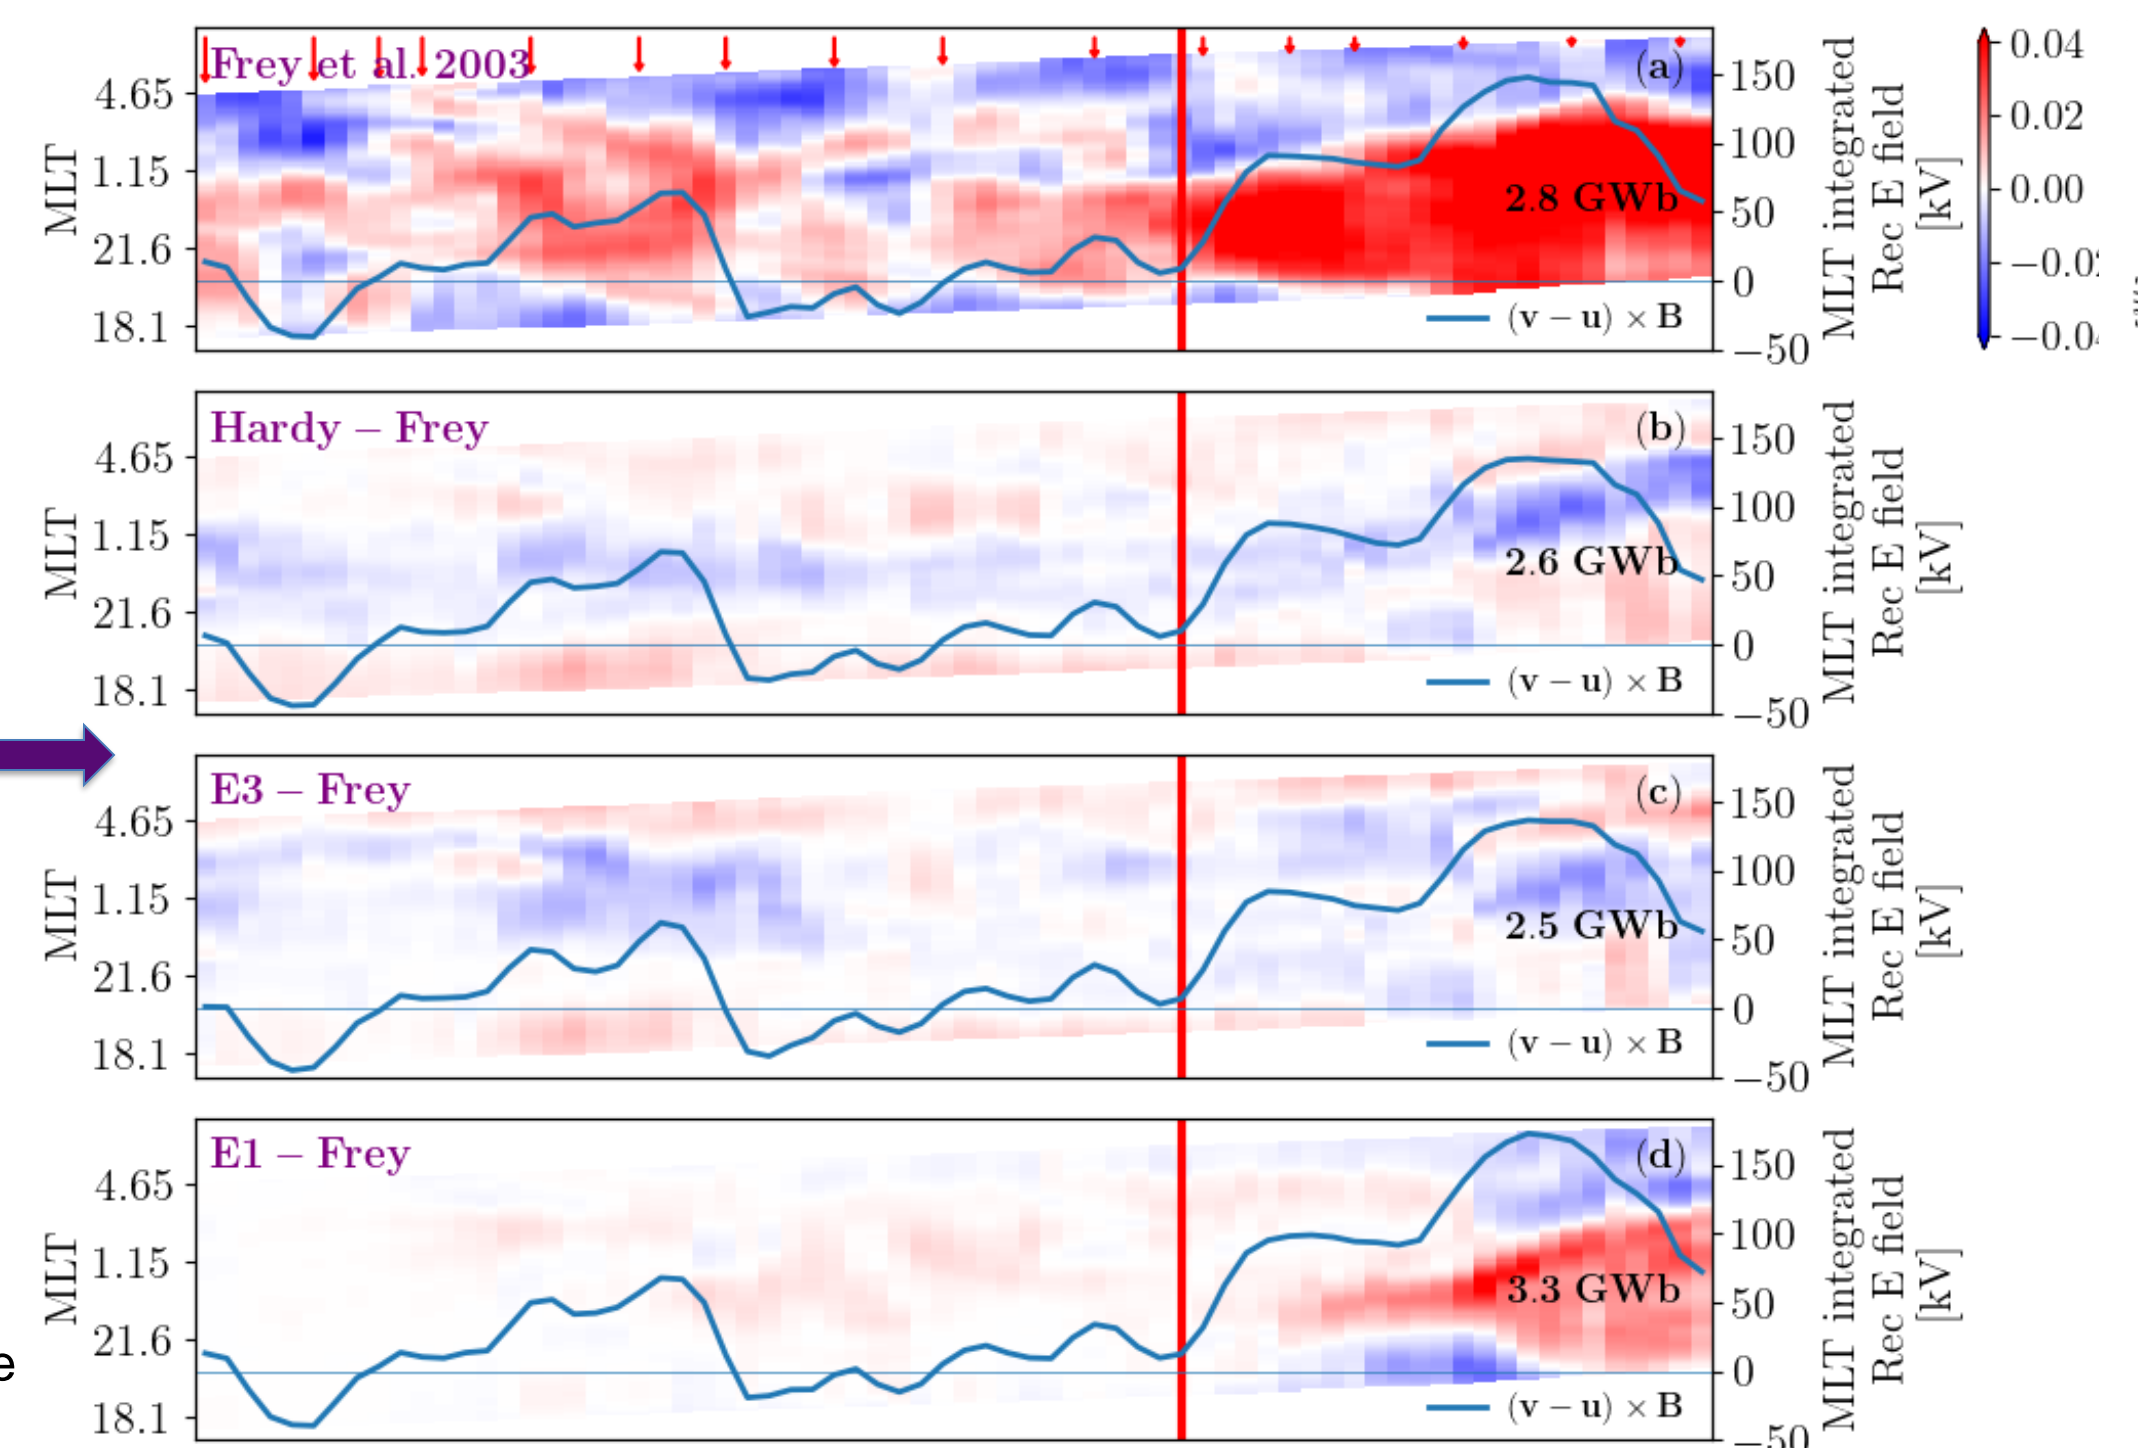 Frey et al. 2003
(a)
4.65
1.15
21.6
18.1
MLT
2.8 GWb
(v − u) × B
150
100
50
0
−50
MLT integrated
Rec E field
[kV]
0.04
0.02
0.00
−0.0
−0.0
Hardy − Frey
(b)
4.65
1.15
21.6
18.1
MLT
2.6 GWb
(v − u) × B
150
100
50
0
−50
MLT integrated
Rec E field
[kV]
E3 − Frey
(c)
4.65
1.15
21.6
18.1
MLT
2.5 GWb
(v − u) × B
150
100
50
0
−50
MLT integrated
Rec E field
[kV]
E1 − Frey
(d)
4.65
1.15
21.6
18.1
MLT
3.3 GWb
(v − u) × B
150
100
50
0
−50
MLT integrated
Rec E field
[kV]
e